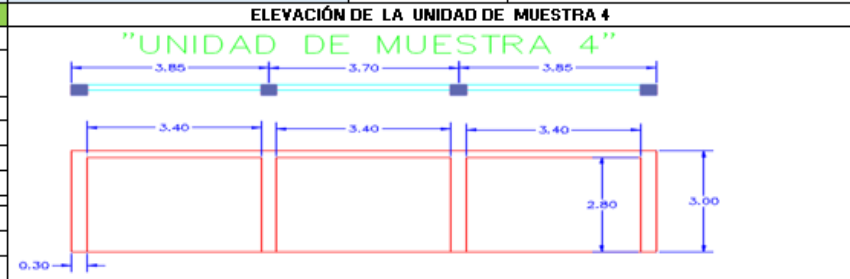 ELEVACIÓN DE LA UNIDAD DE MUESTRA 4
"UNIDAD DE MUESTRA 4"
3.85 3.70 3.85
3.40 3.40 3.40
2.80 3.00
0.30